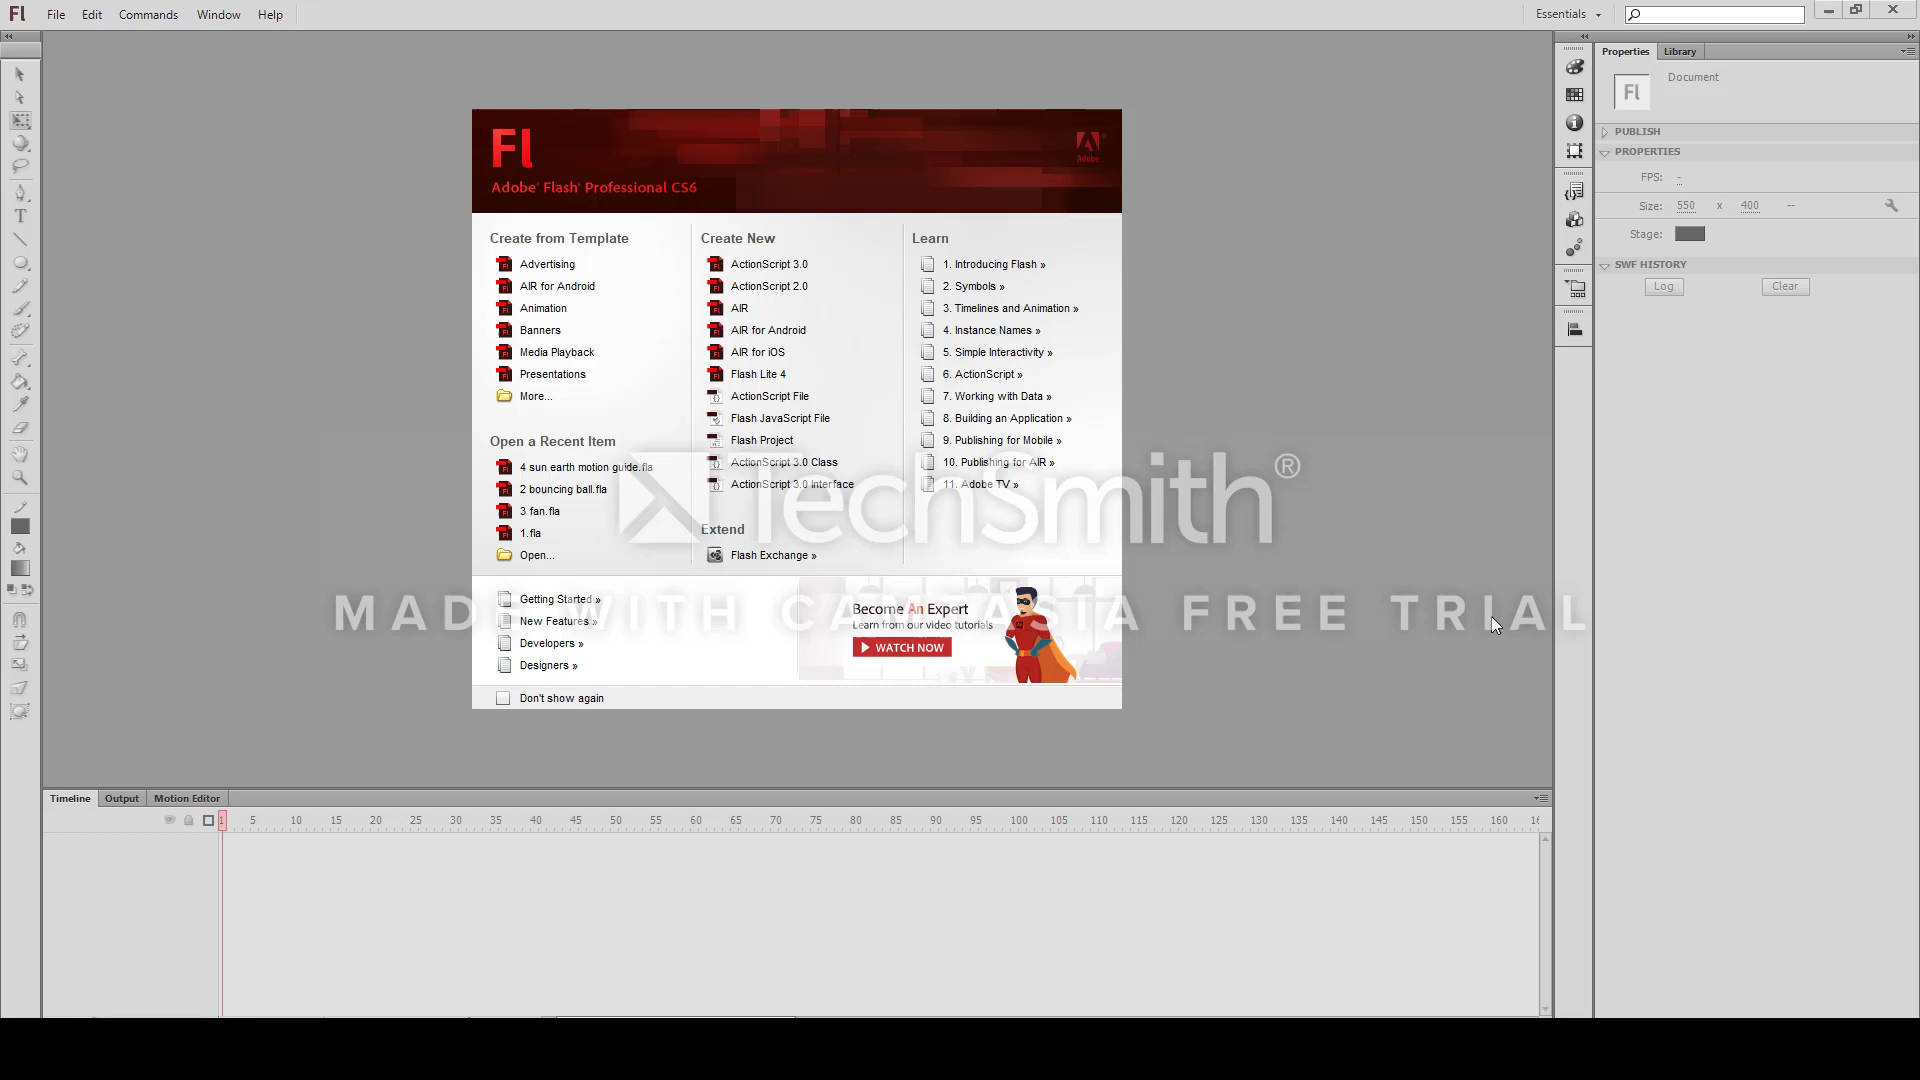 Fl File Edit Commands Window Help Essentials
Properties Library
Fl Document
PUBLISH
PROPERTIES
FPS: -
Size: 550 x 400 --
Stage:
SWF HISTORY
Log Clear
Fl
Adobe
Adobe® Flash® Professional CS6
Create from Template
Advertising
AIR for Android
Animation
Banners
Media Playback
Presentations
More...
Open a Recent Item
4 sun earth motion guide.fla
2 bouncing ball.fla
3 fan.fla
1.fla
Open...
Create New
ActionScript 3.0
ActionScript 2.0
AIR
AIR for Android
AIR for iOS
Flash Lite 4
ActionScript File
Flash JavaScript File
Flash Project
ActionScript 3.0 Class
ActionScript 3.0 Interface
Extend
Flash Exchange »
Learn
1. Introducing Flash »
2. Symbols »
3. Timelines and Animation »
4. Instance Names »
5. Simple Interactivity »
6. ActionScript »
7. Working with Data »
8. Building an Application »
9. Publishing for Mobile »
10. Publishing for AIR »
11. Adobe TV »
TechSmith®
MADE WITH CAMTASIA FREE TRIAL
Getting Started »
New Features »
Developers »
Designers »
Become An Expert
Learn from our video tutorials
WATCH NOW
Don't show again
Timeline Output Motion Editor
1 5 10 15 20 25 30 35 40 45 50 55 60 65 70 75 80 85 90 95 100 105 110 115 120 125 130 135 140 145 150 155 160